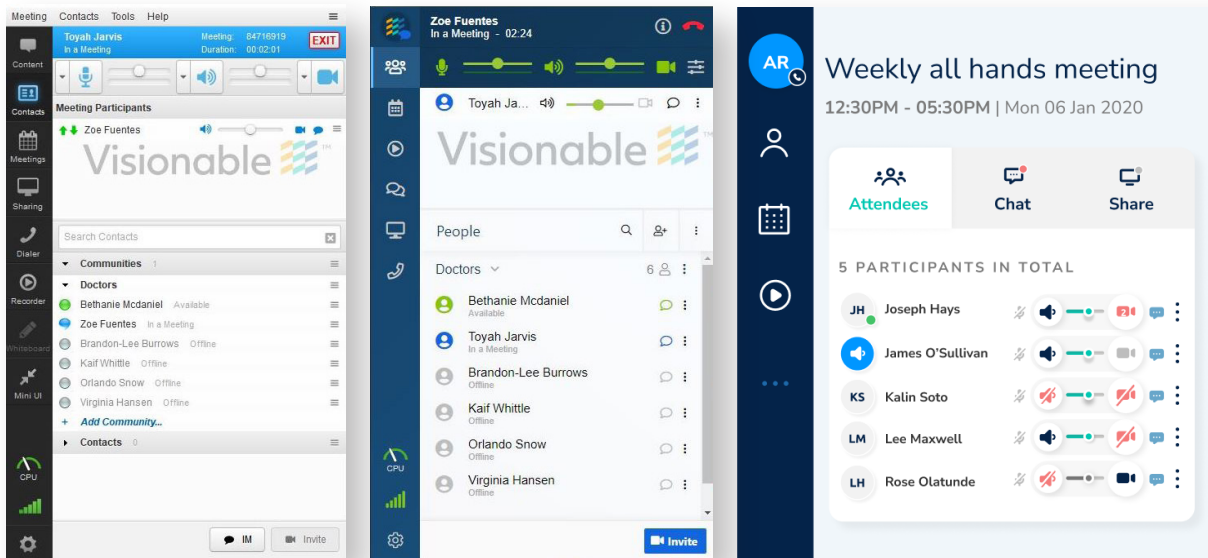 Meeting Contacts Tools Help
Toyah Jarvis
In a Meeting
Meeting: 84716919
Duration: 00:02:01
EXIT
Content
Contacts
Meetings
Sharing
Dialer
Recorder
Whiteboard
Mini UI
CPU
Meeting Participants
Zoe Fuentes
Visionable ™
Search Contacts
Communities 1
Doctors
Bethanie Mcdaniel Available
Zoe Fuentes In a Meeting
Brandon-Lee Burrows Offline
Kaif Whittle Offline
Orlando Snow Offline
Virginia Hansen Offline
+ Add Community...
Contacts 0
IM
Invite
Zoe Fuentes
In a Meeting - 02:24
Toyah Ja...
Visionable ™
People
Doctors 6
Bethanie Mcdaniel
Available
Toyah Jarvis
In a Meeting
Brandon-Lee Burrows
Offline
Kaif Whittle
Offline
Orlando Snow
Offline
Virginia Hansen
Offline
CPU
Invite
AR
Weekly all hands meeting
12:30PM - 05:30PM | Mon 06 Jan 2020
Attendees
Chat
Share
5 PARTICIPANTS IN TOTAL
JH Joseph Hays 2
James O'Sullivan
KS Kalin Soto
LM Lee Maxwell
LH Rose Olatunde